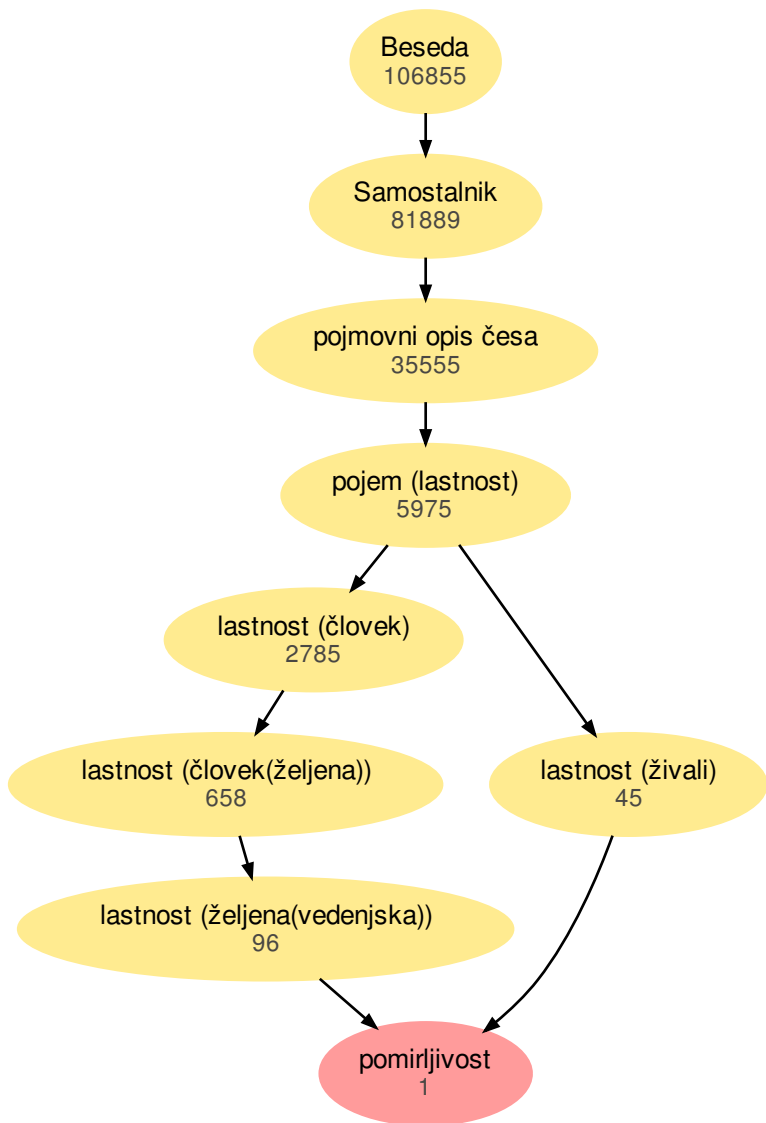 Beseda
106855
Samostalnik
81889
pojmovni opis česa
35555
pojem (lastnost)
5975
lastnost (človek)
2785
lastnost (človek(željena))
658
lastnost (živali)
45
lastnost (željena(vedenjska))
96
pomirljivost
1